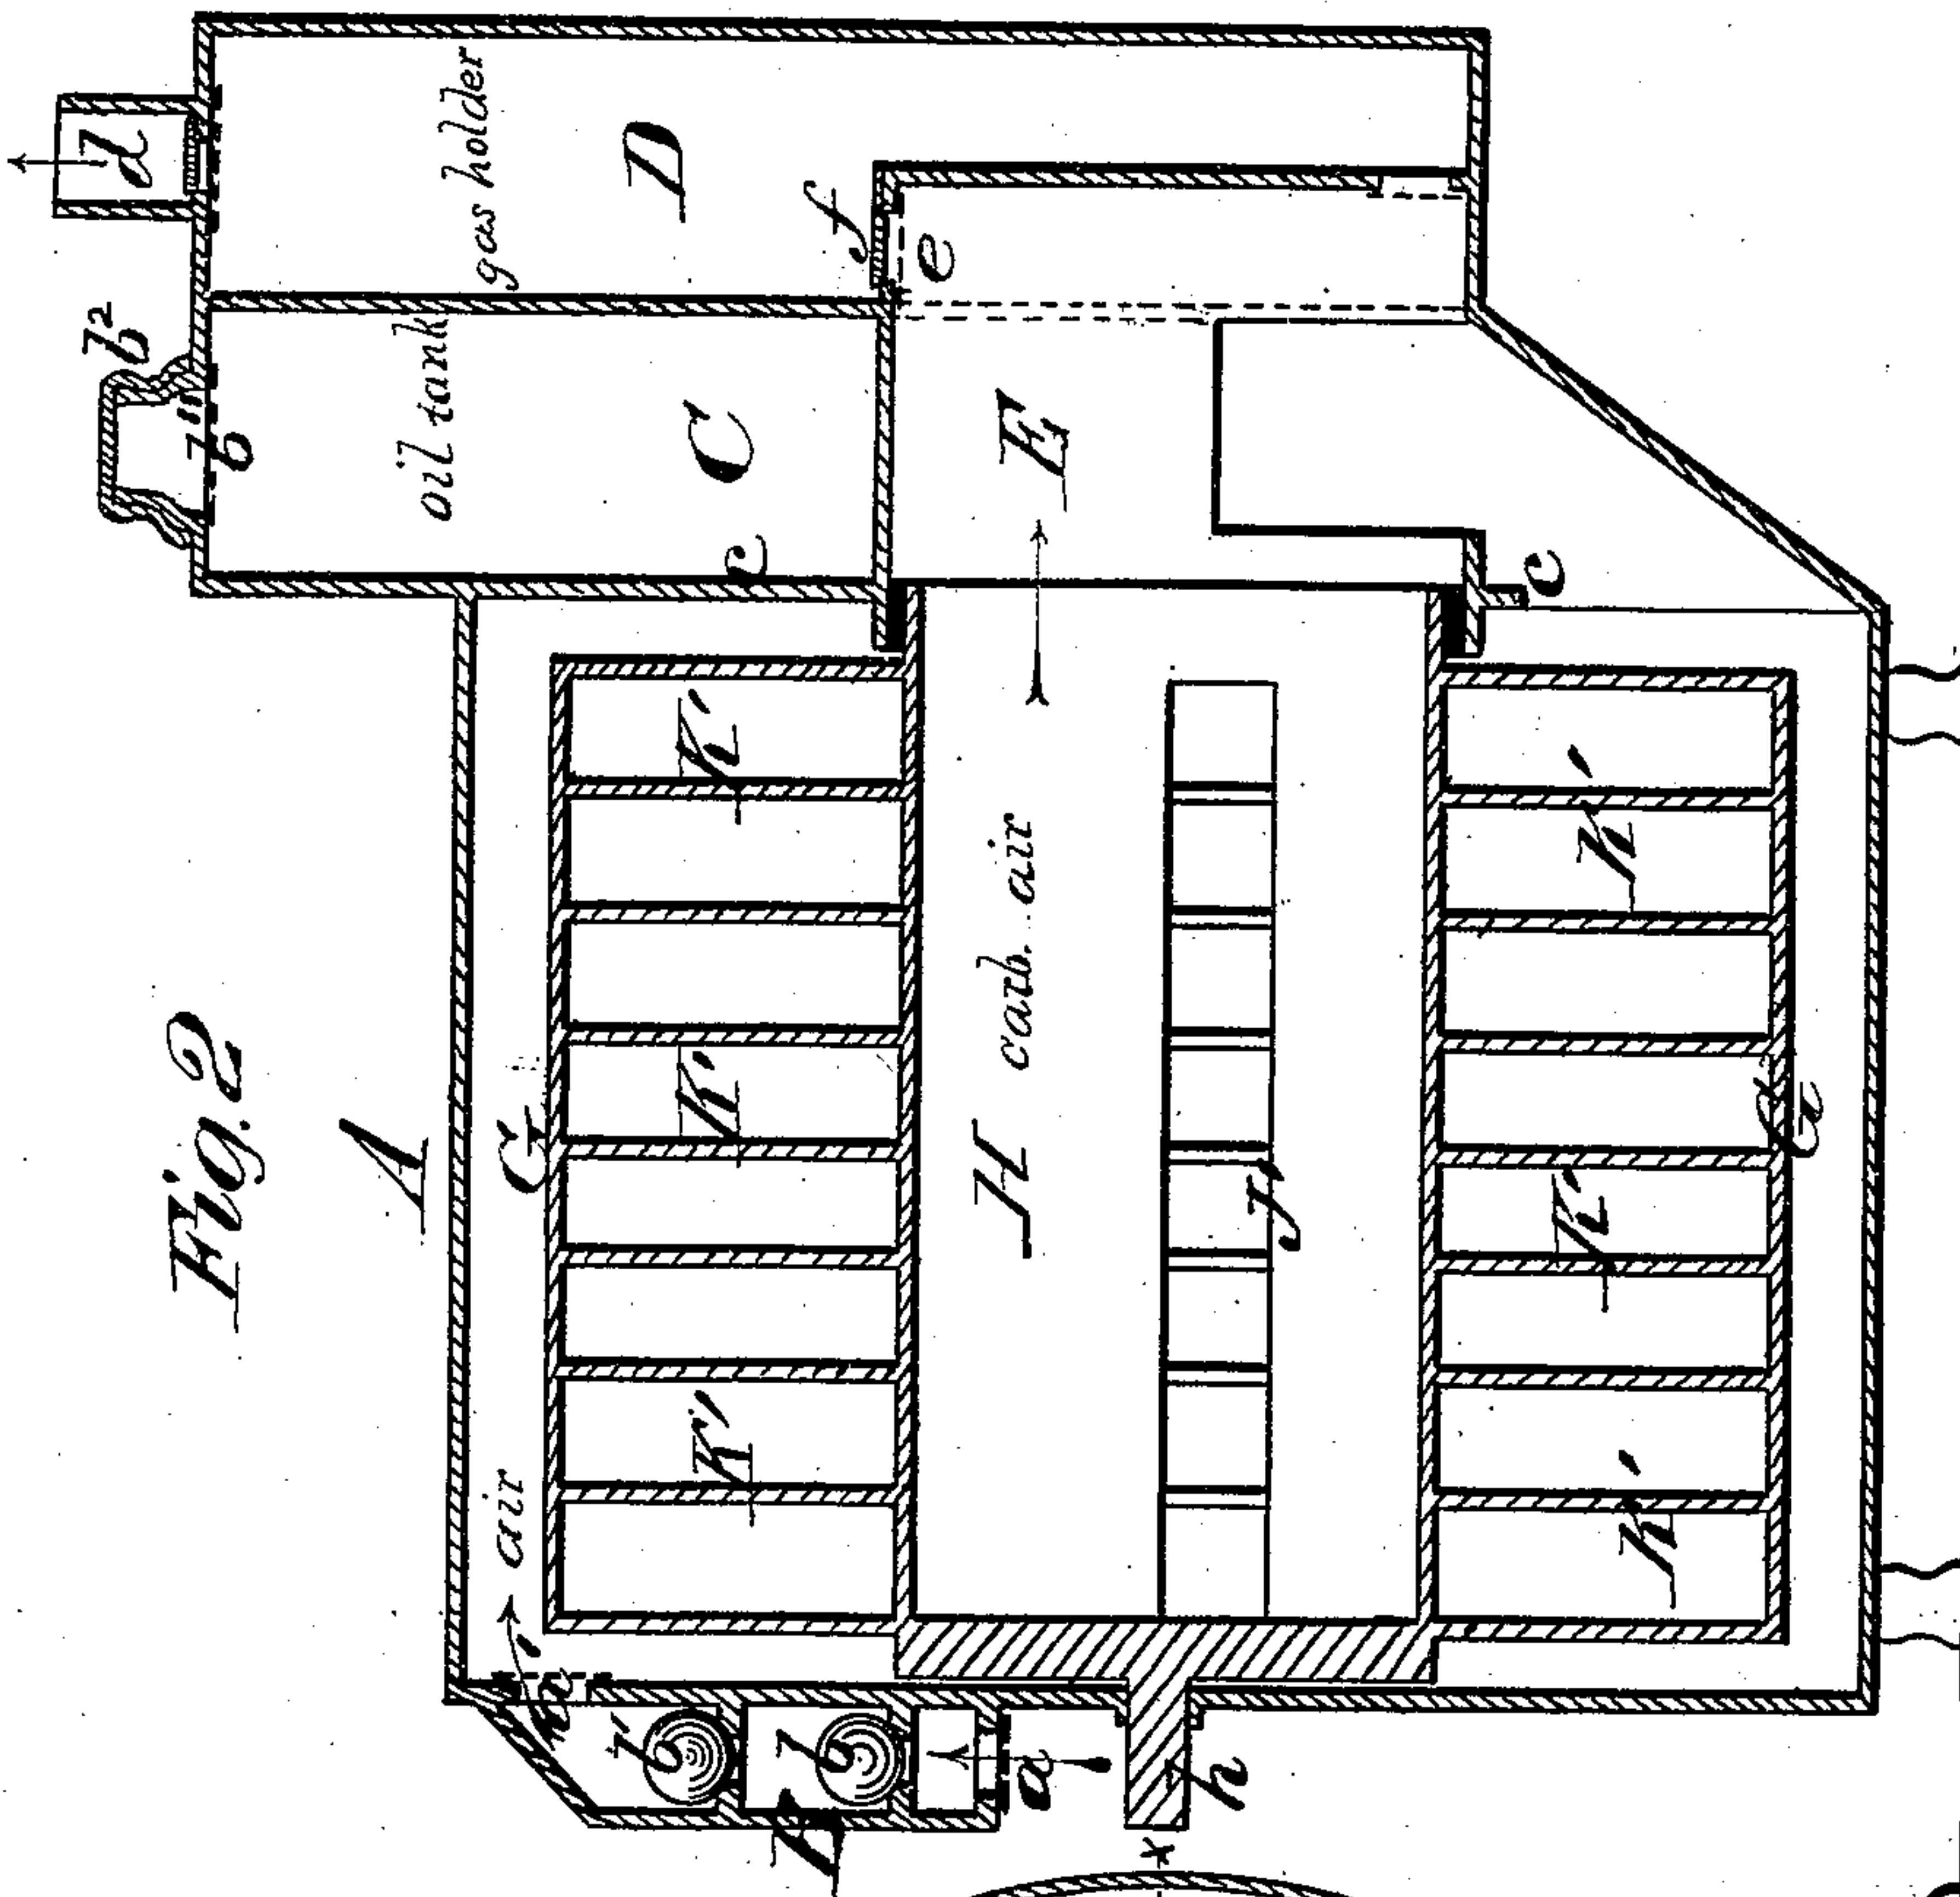 Fig. 2
A
d
gas holder
D
b²
b''
oil tank
C
f
e
E
c
c
G
h'
h'
h'
H carb. air
j
h'
h'
h'
G
air
a'
b'
b
B
a
h
x